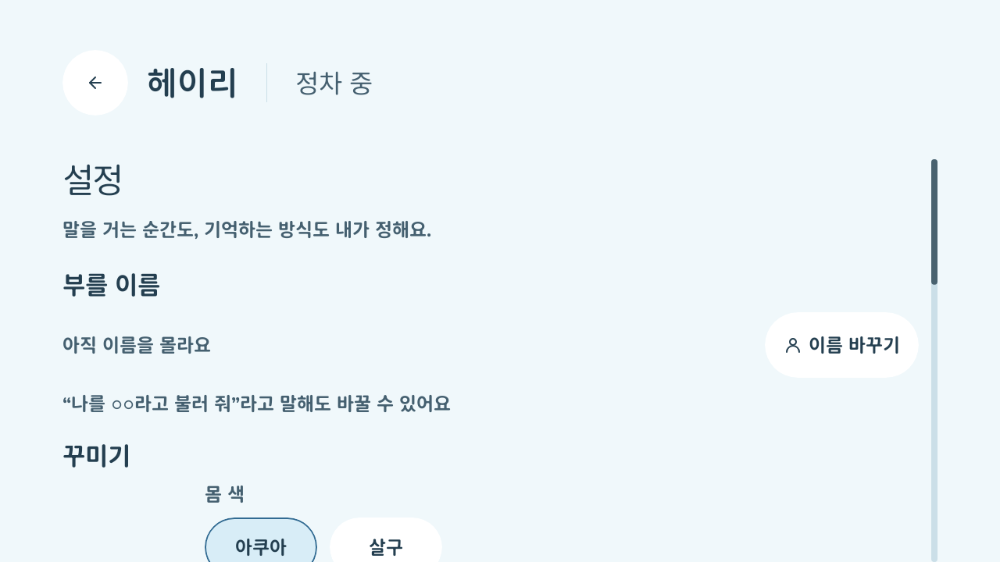 헤이리
정차 중
설정
말을 거는 순간도, 기억하는 방식도 내가 정해요.
부를 이름
아직 이름을 몰라요
이름 바꾸기
“나를 ○○라고 불러 줘”라고 말해도 바꿀 수 있어요
꾸미기
몸 색
아쿠아
살구